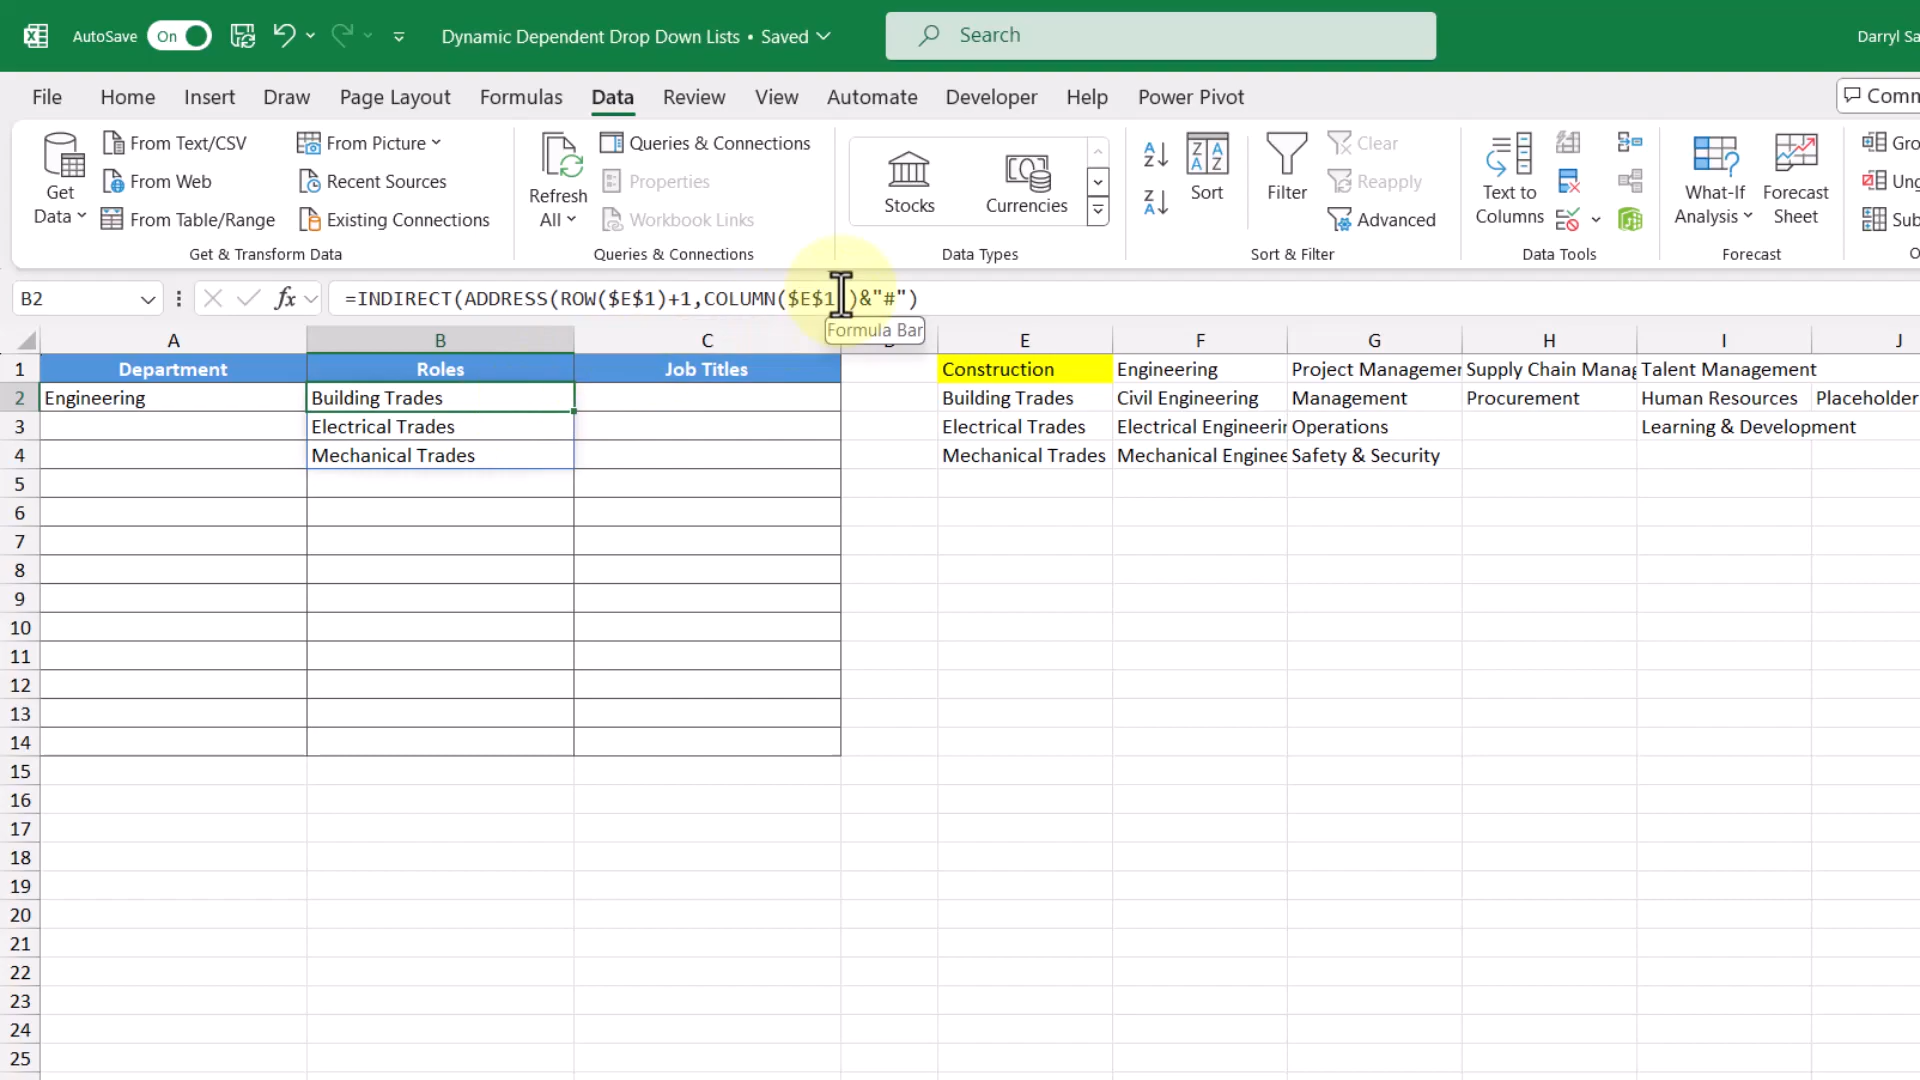 AutoSave On Dynamic Dependent Drop Down Lists • Saved Search Darryl Sa
File Home Insert Draw Page Layout Formulas Data Review View Automate Developer Help Power Pivot Comm
Get Data
From Text/CSV
From Web
From Table/Range
From Picture
Recent Sources
Existing Connections
Get & Transform Data
Refresh All
Queries & Connections
Properties
Workbook Links
Queries & Connections
Stocks Currencies
Data Types
Sort
Filter
Clear
Reapply
Advanced
Sort & Filter
Text to Columns
Data Tools
What-If Analysis
Forecast Sheet
Forecast
Gro
Ung
Sub
O
B2 fx =INDIRECT(ADDRESS(ROW($E$1)+1,COLUMN($E$1))&"#")
Formula Bar
A B C E F G H I J
1 Department Roles Job Titles Construction Engineering Project Managemen Supply Chain Manag Talent Management
2 Engineering Building Trades Building Trades Civil Engineering Management Procurement Human Resources Placeholder
3 Electrical Trades Electrical Trades Electrical Engineerin Operations Learning & Development
4 Mechanical Trades Mechanical Trades Mechanical Enginee Safety & Security
5
6
7
8
9
10
11
12
13
14
15
16
17
18
19
20
21
22
23
24
25